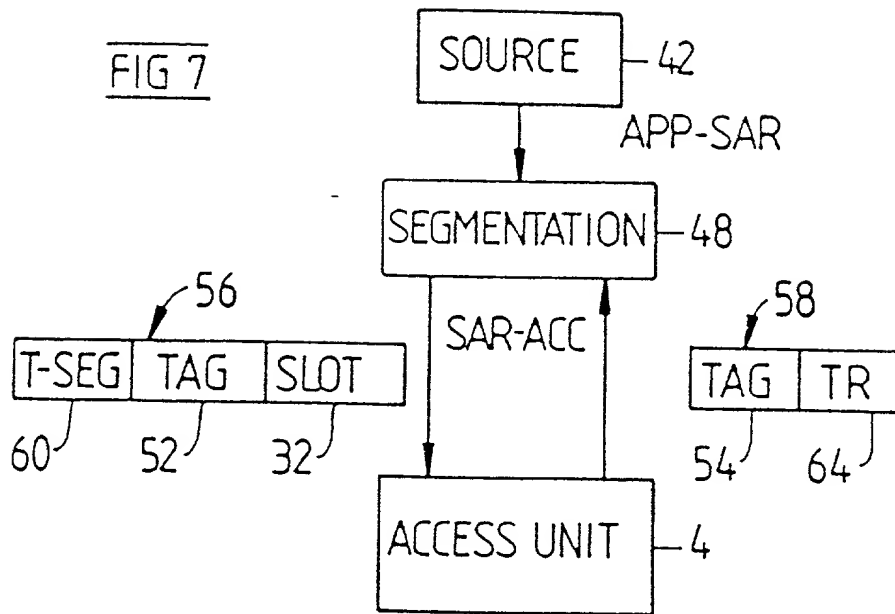 FIG 7
SOURCE 42
APP-SAR
SEGMENTATION 48
56
SAR-ACC
58
T-SEG TAG SLOT
TAG TR
60 52 32
54 64
ACCESS UNIT 4